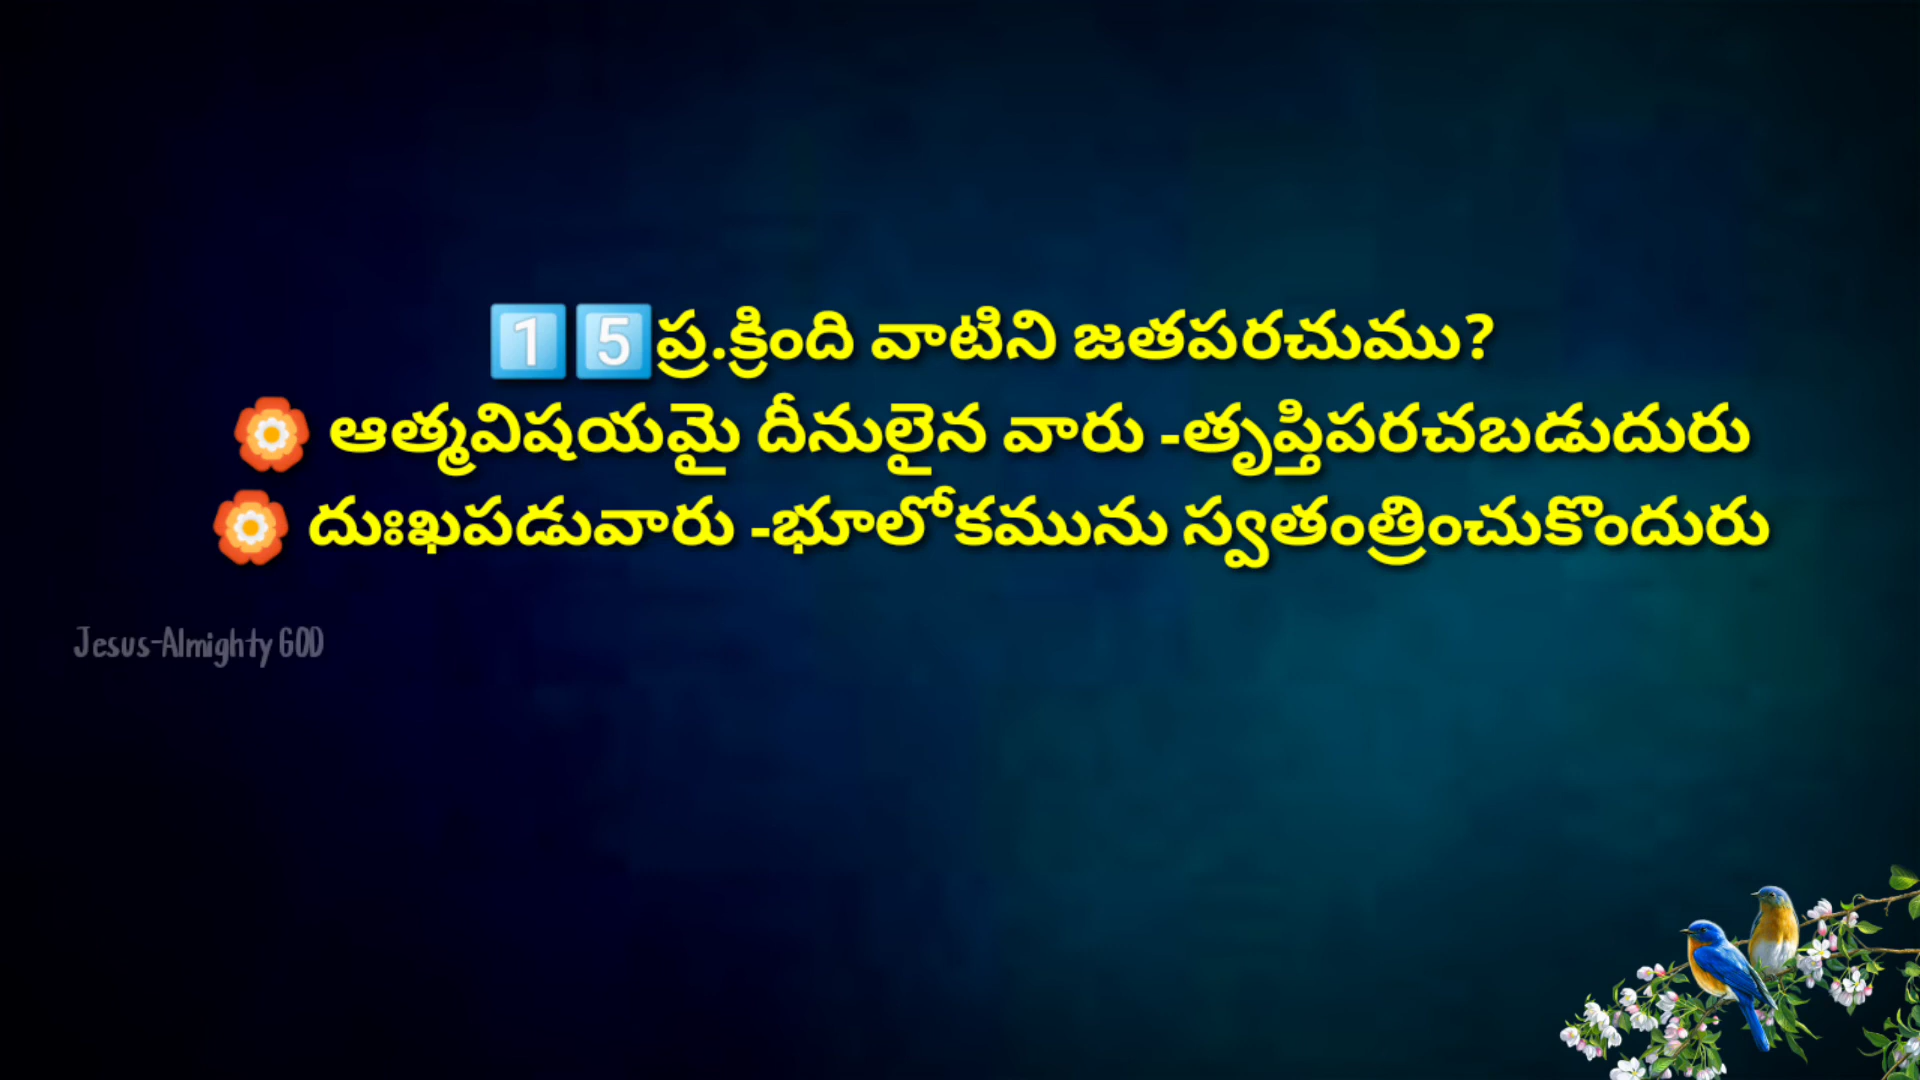 1️⃣5️⃣ప్ర.క్రింది వాటిని జతపరచుము?
🏵️ ఆత్మవిషయమై దీనులైన వారు -తృప్తిపరచబడుదురు
🏵️ దుఃఖపడువారు -భూలోకమును స్వతంత్రించుకొందురు
Jesus-Almighty GOD